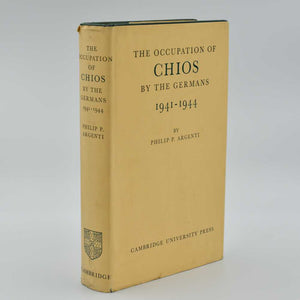 THE
OCCUPATION
OF
CHIOS
BY THE
GERMANS
1941-1944
PHILIP P. ARGENTI
CAMBRIDGE
THE OCCUPATION OF
CHIOS
BY THE GERMANS
1941-1944
BY
PHILIP P. ARGENTI
CAMBRIDGE UNIVERSITY PRESS